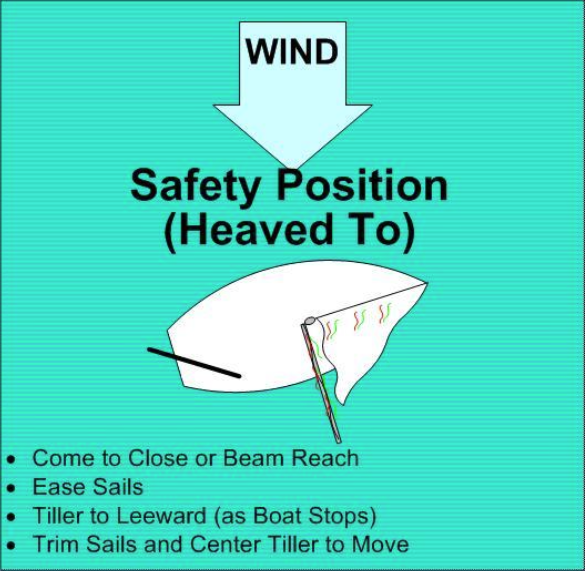 WIND
Safety Position
(Heaved To)
• Come to Close or Beam Reach
• Ease Sails
• Tiller to Leeward (as Boat Stops)
• Trim Sails and Center Tiller to Move